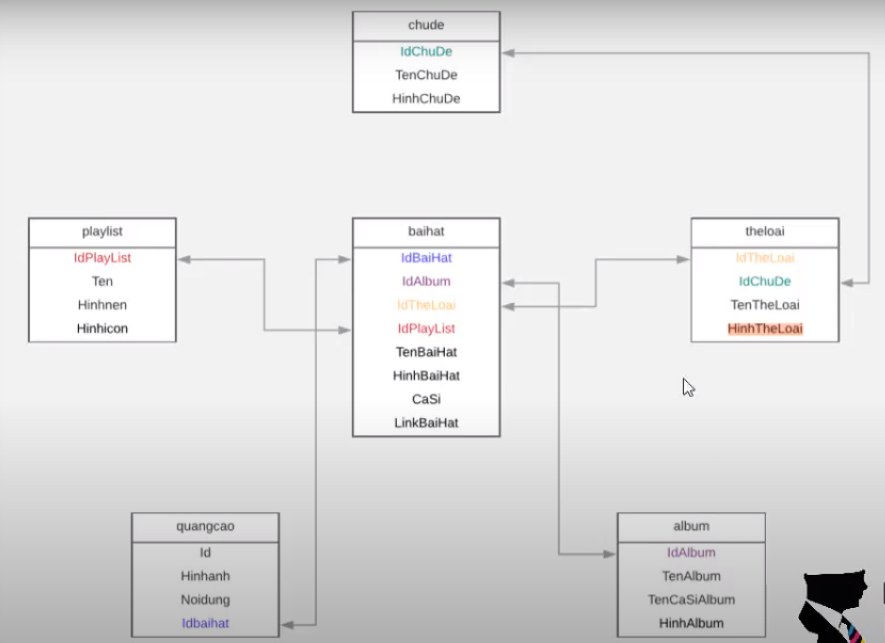 chude
IdChuDe
TenChuDe
HinhChuDe
playlist
IdPlayList
Ten
Hinhnen
Hinhicon
baihat
IdBaiHat
IdAlbum
IdTheLoai
IdPlayList
TenBaiHat
HinhBaiHat
CaSi
LinkBaiHat
theloai
IdTheLoai
IdChuDe
TenTheLoai
HinhTheLoai
quangcao
Id
Hinhanh
Noidung
Idbaihat
album
IdAlbum
TenAlbum
TenCaSiAlbum
HinhAlbum